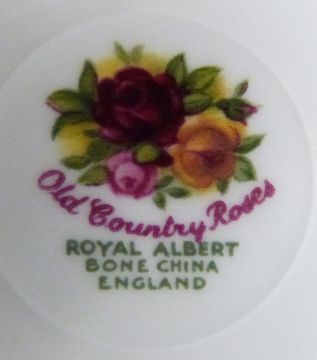 Old Country Roses
ROYAL ALBERT
BONE CHINA
ENGLAND